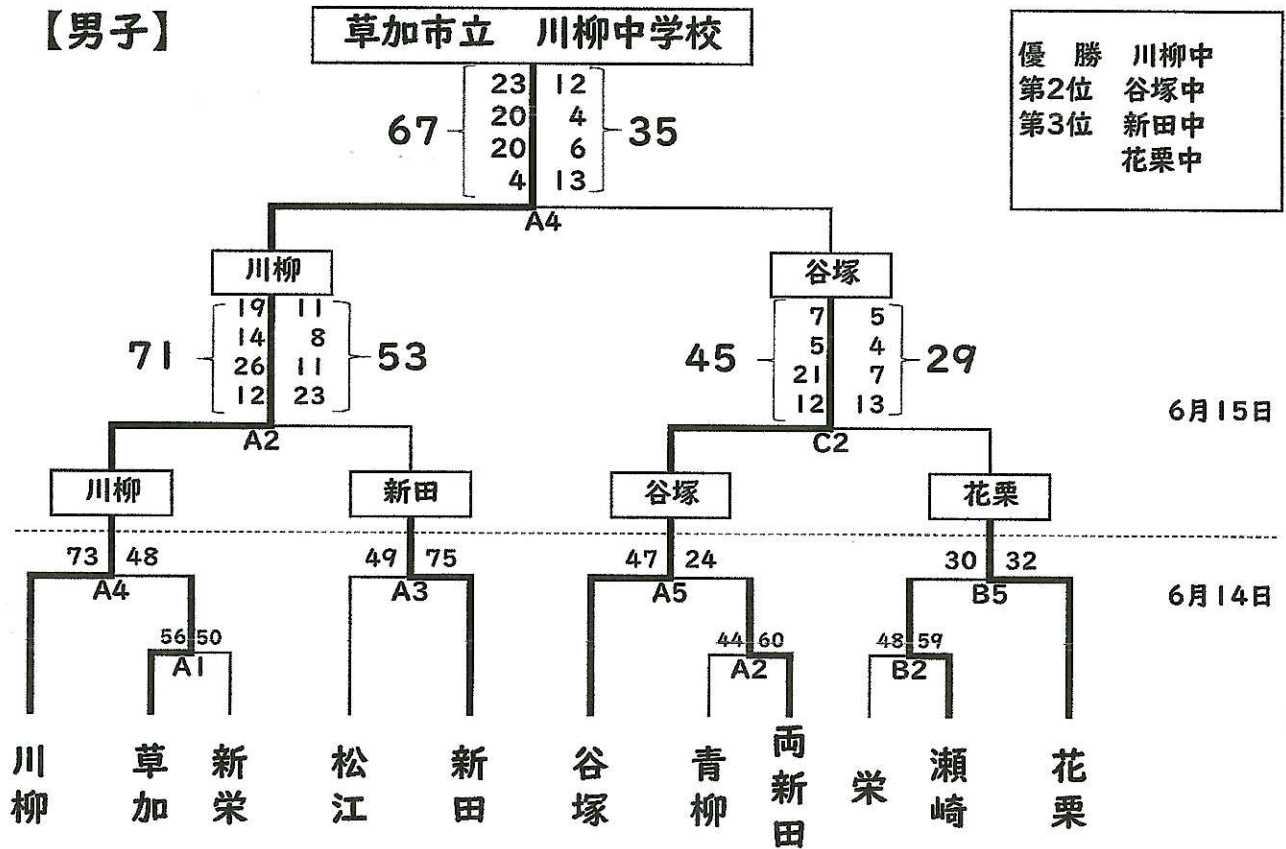 【男子】
草加市立　川柳中学校
優　勝　川柳中
第2位　谷塚中
第3位　新田中
花栗中
23 12
20 4
67 35
20 6
4 13
A4
川柳 谷塚
19 11 7 5
14 8 5 4
71 53 45 29
26 11 21 7
12 23 12 13
6月15日
A2 C2
川柳 新田 谷塚 花栗
73 48 49 75 47 24 30 32
A4 A3 A5 B5
6月14日
56 50 44 60 48 59
A1 A2 B2
川柳 草加 新栄 松江 新田 谷塚 青柳 両新田 栄 瀬崎 花栗